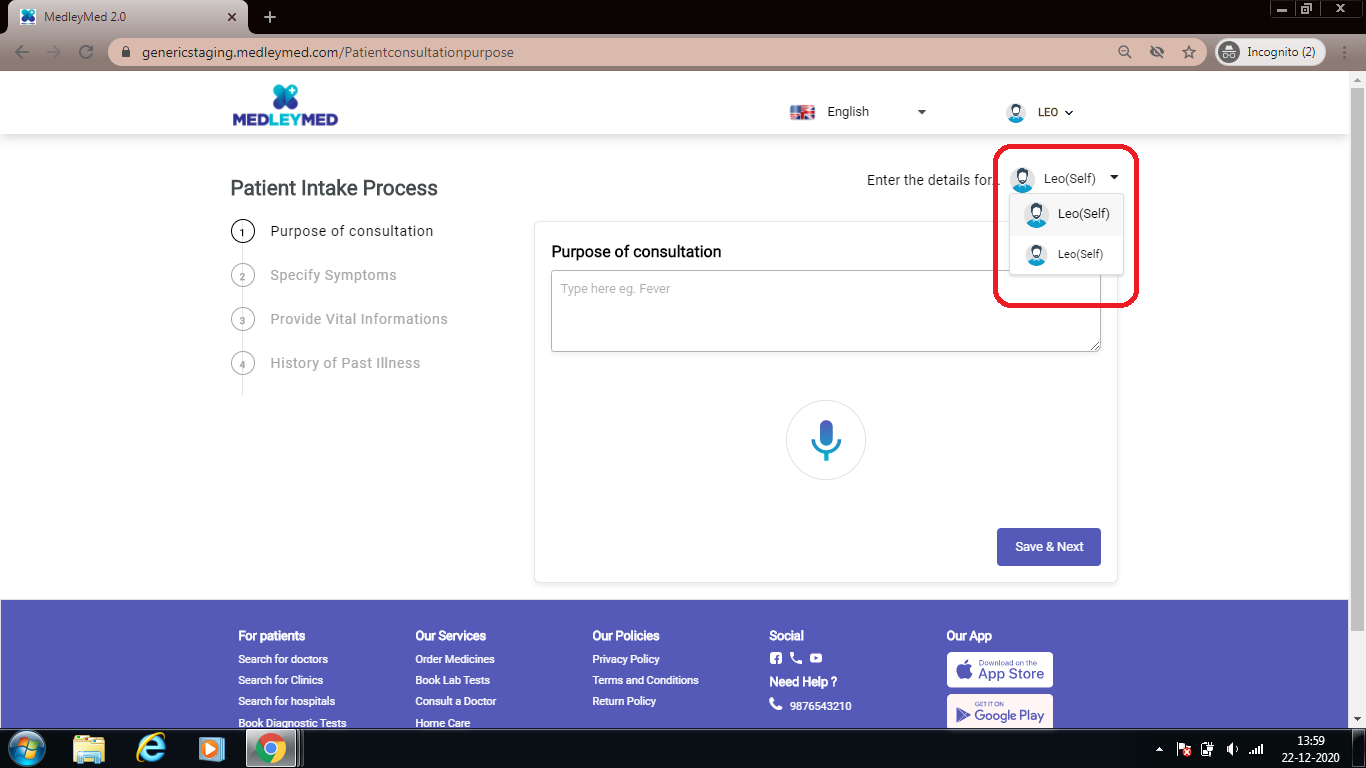 MedleyMed 2.0
genericstaging.medleymed.com/Patientconsultationpurpose
Incognito (2)
MEDLEYMED
English
LEO
Enter the details for..
Leo(Self)
Leo(Self)
Leo(Self)
Patient Intake Process
1 Purpose of consultation
2 Specify Symptoms
3 Provide Vital Informations
4 History of Past Illness
Purpose of consultation
Type here eg. Fever
Save & Next
For patients
Search for doctors
Search for Clinics
Search for hospitals
Book Diagnostic Tests
Our Services
Order Medicines
Book Lab Tests
Consult a Doctor
Home Care
Our Policies
Privacy Policy
Terms and Conditions
Return Policy
Social
Need Help ?
9876543210
Our App
Download on the
App Store
GET IT ON
Google Play
13:59
22-12-2020